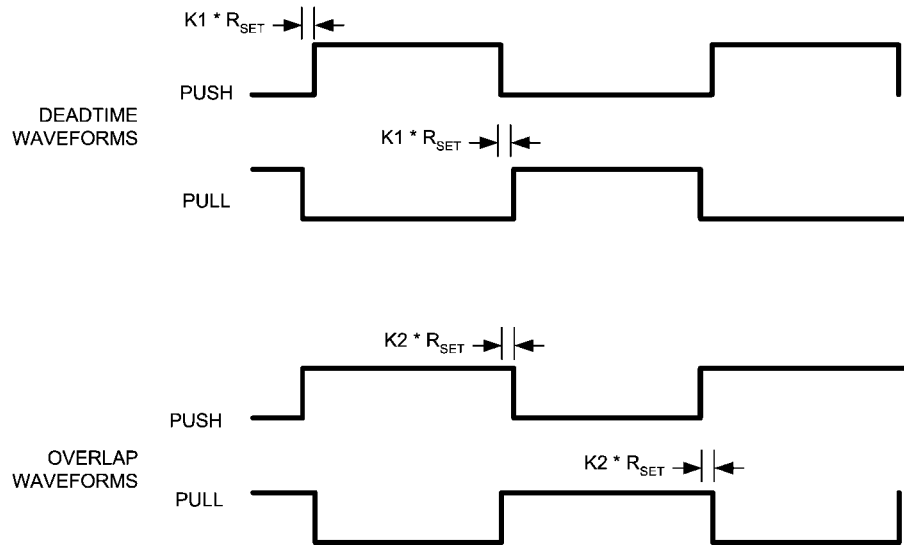 K1 * RSET
PUSH
DEADTIME
WAVEFORMS
K1 * RSET
PULL
K2 * RSET
PUSH
OVERLAP
WAVEFORMS
K2 * RSET
PULL